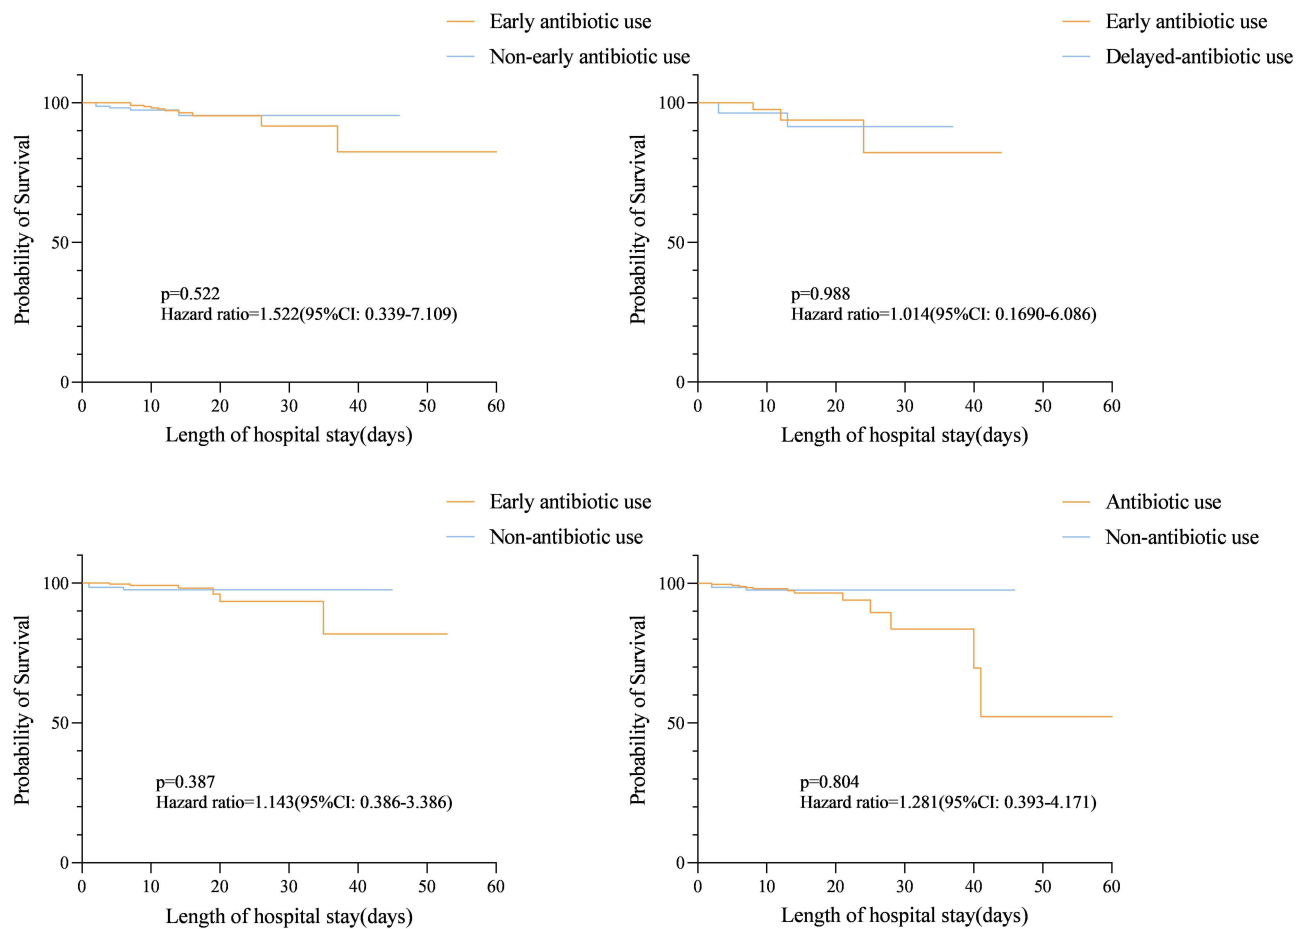 Early antibiotic use
Non-early antibiotic use
Probability of Survival
100
50
0
p=0.522
Hazard ratio=1.522(95%CI: 0.339-7.109)
0 10 20 30 40 50 60
Length of hospital stay(days)
Early antibiotic use
Delayed-antibiotic use
Probability of Survival
100
50
0
p=0.988
Hazard ratio=1.014(95%CI: 0.1690-6.086)
0 10 20 30 40 50 60
Length of hospital stay(days)
Early antibiotic use
Non-antibiotic use
Probability of Survival
100
50
0
p=0.387
Hazard ratio=1.143(95%CI: 0.386-3.386)
0 10 20 30 40 50 60
Length of hospital stay(days)
Antibiotic use
Non-antibiotic use
Probability of Survival
100
50
0
p=0.804
Hazard ratio=1.281(95%CI: 0.393-4.171)
0 10 20 30 40 50 60
Length of hospital stay(days)